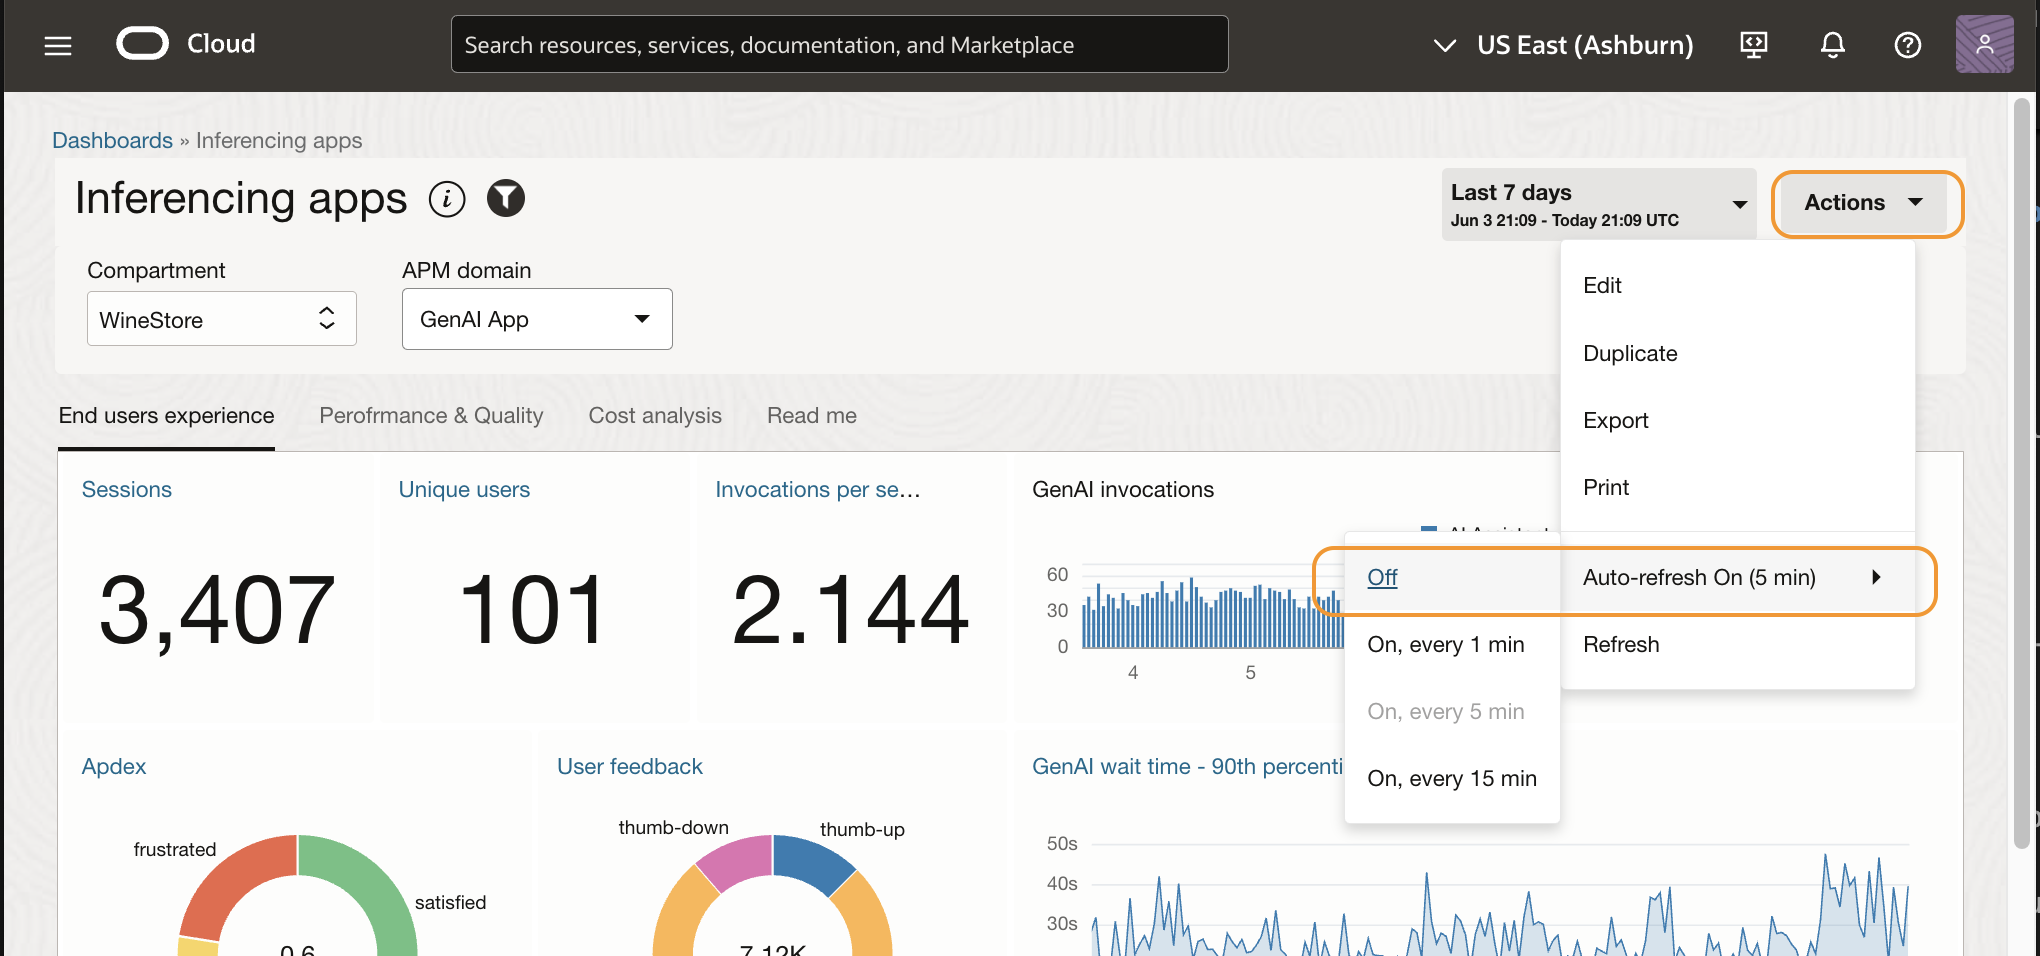 Cloud
Search resources, services, documentation, and Marketplace
US East (Ashburn)
Dashboards » Inferencing apps
Inferencing apps
Last 7 days
Jun 3 21:09 - Today 21:09 UTC
Actions
Compartment
WineStore
APM domain
GenAI App
Edit
Duplicate
Export
Print
Auto-refresh On (5 min)
Refresh
Off
On, every 1 min
On, every 5 min
On, every 15 min
End users experience
Perofrmance & Quality
Cost analysis
Read me
Sessions
3,407
Unique users
101
Invocations per se...
2.144
GenAI invocations
60
30
0
4
5
Apdex
frustrated
satisfied
User feedback
thumb-down
thumb-up
GenAI wait time - 90th percenti
50s
40s
30s